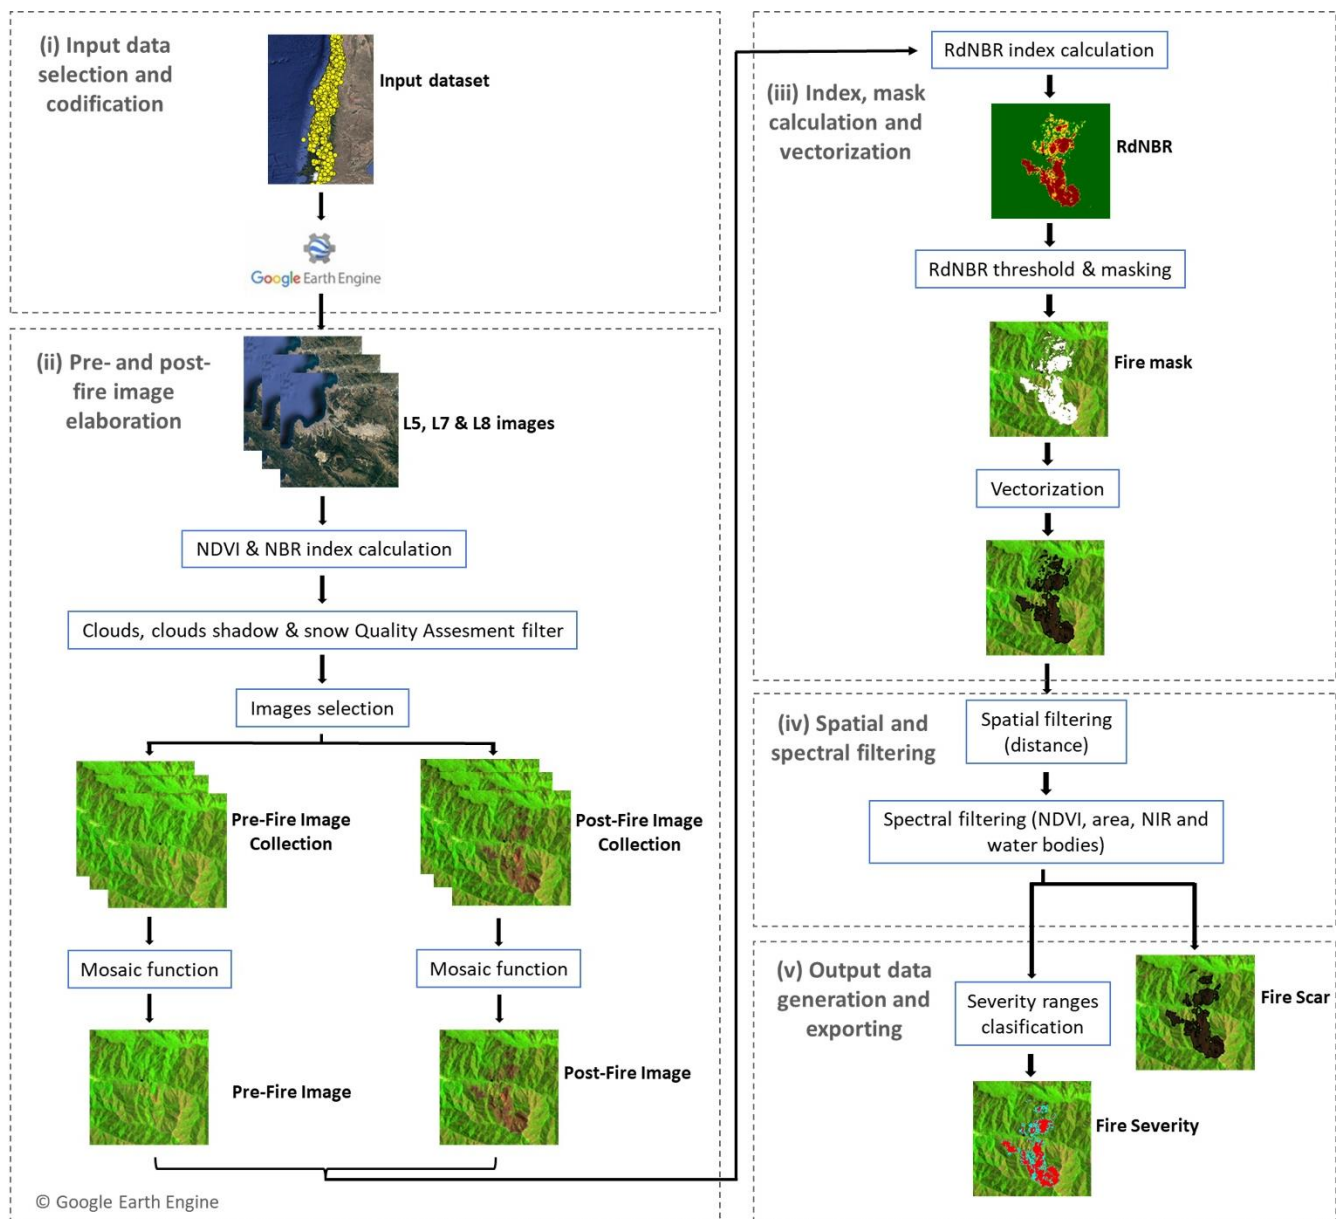 (i) Input data
selection and
codification
Input dataset
Google Earth Engine
(ii) Pre- and post-
fire image
elaboration
L5, L7 & L8 images
NDVI & NBR index calculation
Clouds, clouds shadow & snow Quality Assesment filter
Images selection
Pre-Fire Image
Collection
Post-Fire Image
Collection
Mosaic function
Mosaic function
Pre-Fire Image
Post-Fire Image
© Google Earth Engine
RdNBR index calculation
(iii) Index, mask
calculation and
vectorization
RdNBR
RdNBR threshold & masking
Fire mask
Vectorization
(iv) Spatial and
spectral filtering
Spatial filtering
(distance)
Spectral filtering (NDVI, area, NIR and
water bodies)
(v) Output data
generation and
exporting
Severity ranges
clasification
Fire Scar
Fire Severity